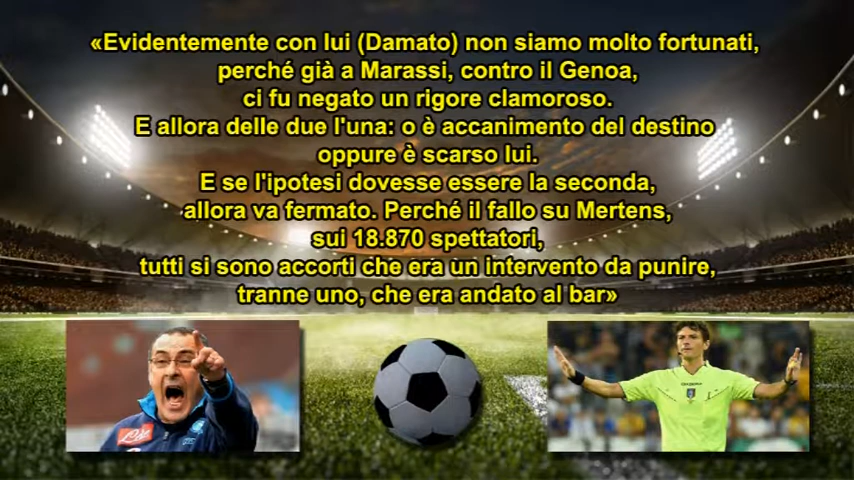 «Evidentemente con lui (Damato) non siamo molto fortunati,
perché già a Marassi, contro il Genoa,
ci fu negato un rigore clamoroso.
E allora delle due l'una: o è accanimento del destino
oppure è scarso lui.
E se l'ipotesi dovesse essere la seconda,
allora va fermato. Perché il fallo su Mertens,
sui 18.870 spettatori,
tutti si sono accorti che era un intervento da punire,
tranne uno, che era andato al bar»